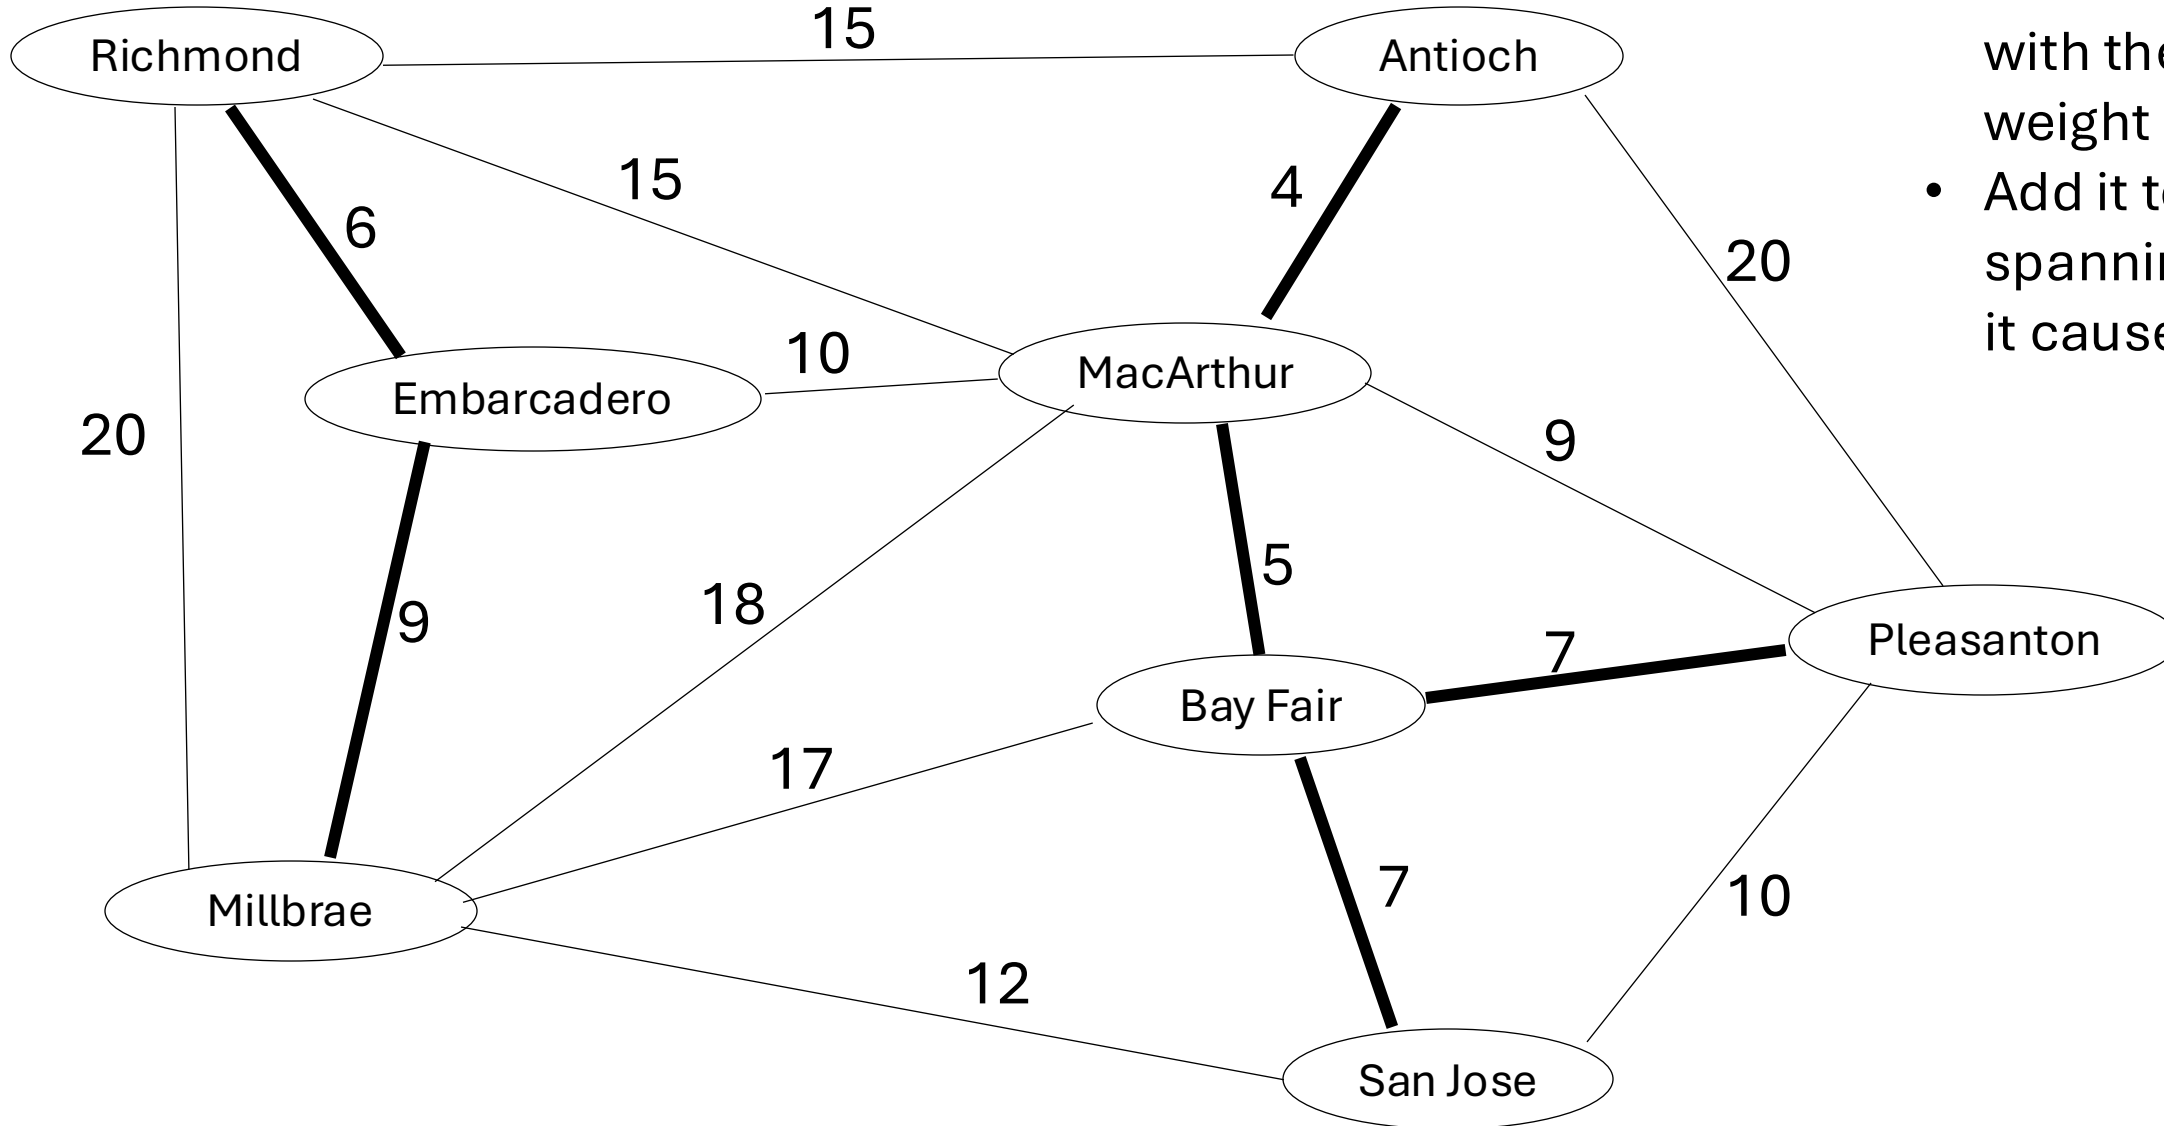 15
Richmond
Antioch
with the
weight
15
4
• Add it t
6
20
spannin
it cause
10
MacArthur
Embarcadero
20
9
5
18
9
7
Pleasanton
Bay Fair
17
7
10
Millbrae
12
San Jose